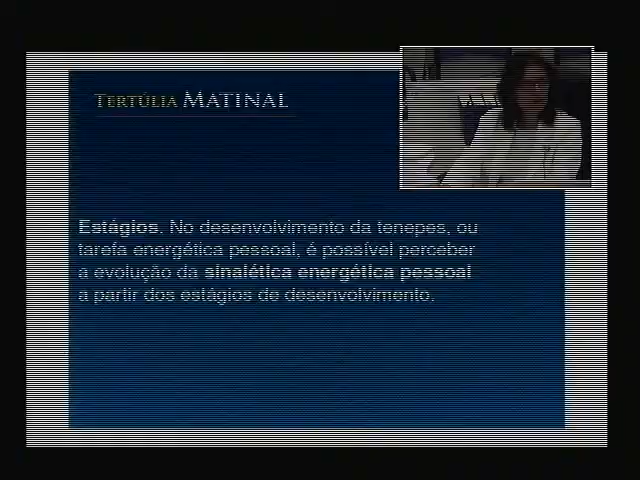 TERTÚLIA MATINAL
Estágios. No desenvolvimento da tenepes, ou
tarefa energética pessoal, é possível perceber
a evolução da sinalética energética pessoal
a partir dos estágios de desenvolvimento.